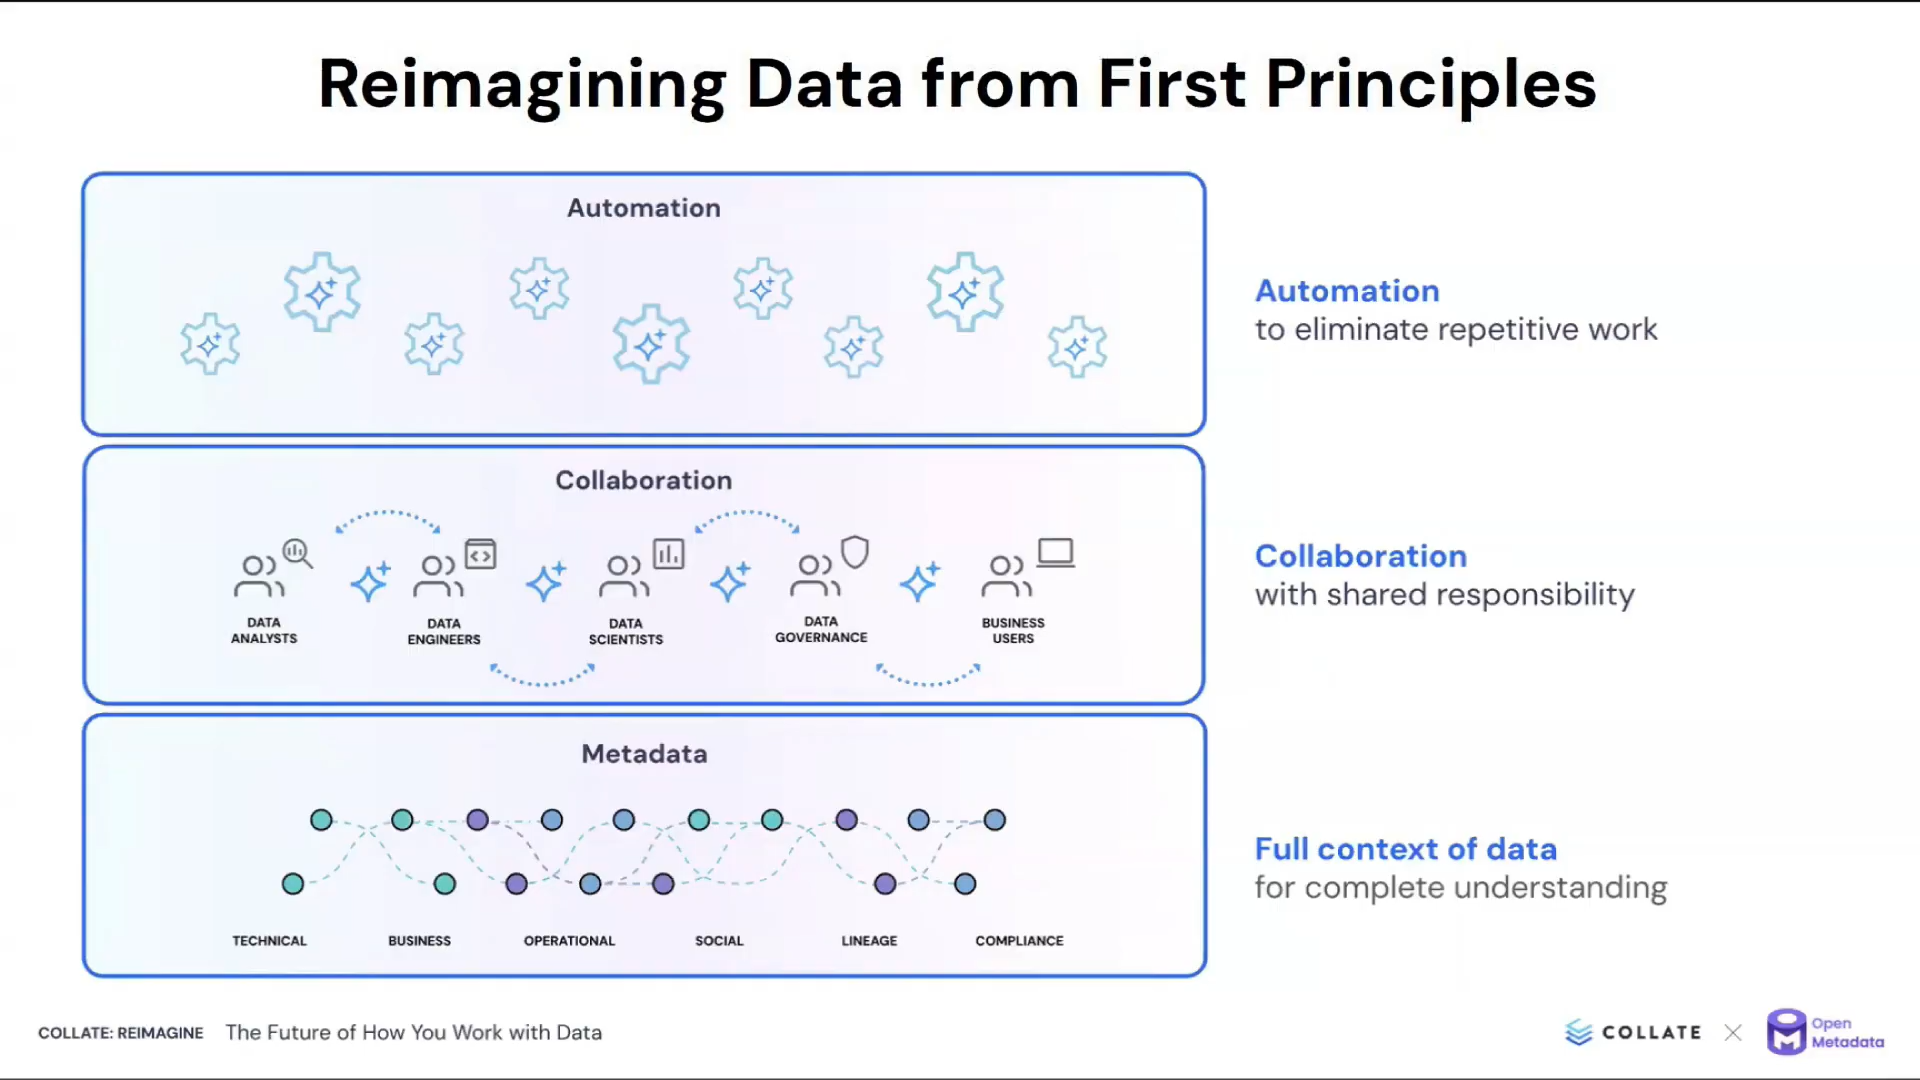 Reimagining Data from First Principles
Automation
Automation
to eliminate repetitive work
Collaboration
DATA
ANALYSTS
DATA
ENGINEERS
DATA
SCIENTISTS
DATA
GOVERNANCE
BUSINESS
USERS
Collaboration
with shared responsibility
Metadata
TECHNICAL
BUSINESS
OPERATIONAL
SOCIAL
LINEAGE
COMPLIANCE
Full context of data
for complete understanding
COLLATE: REIMAGINE The Future of How You Work with Data
COLLATE
Open
Metadata